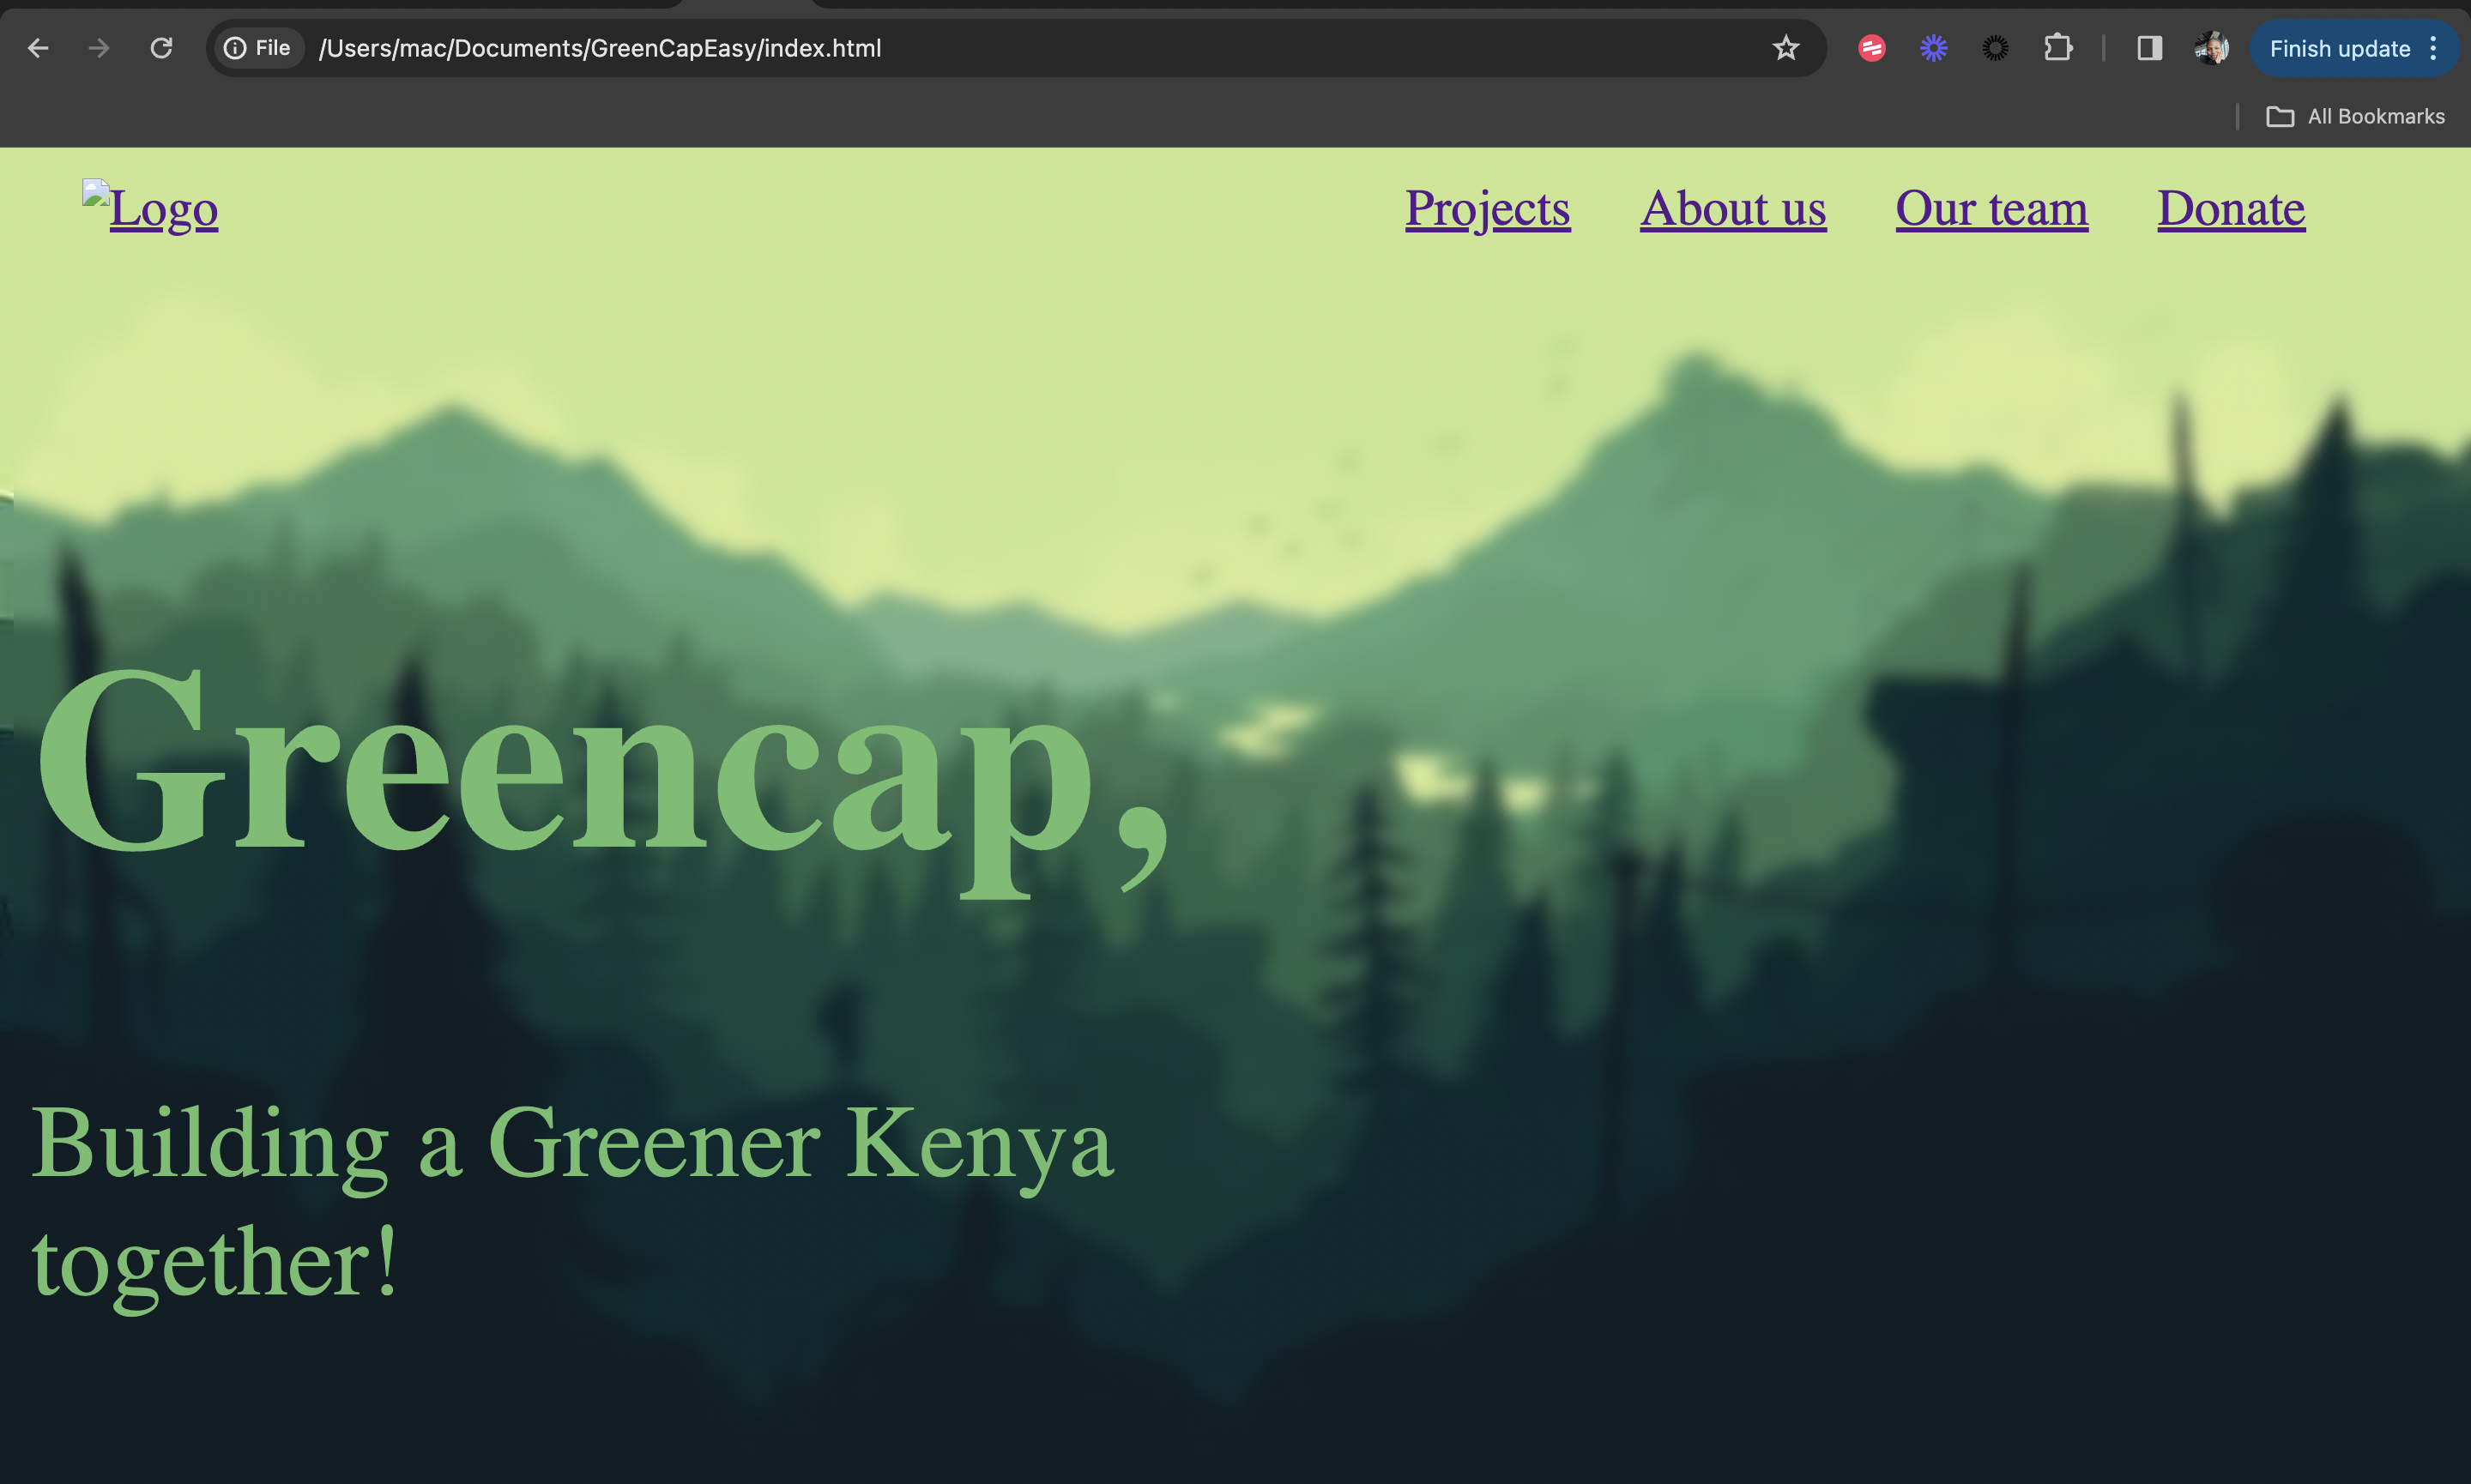 File /Users/mac/Documents/GreenCapEasy/index.html Finish update
All Bookmarks
Logo Projects About us Our team Donate
Greencap,
Building a Greener Kenya
together!